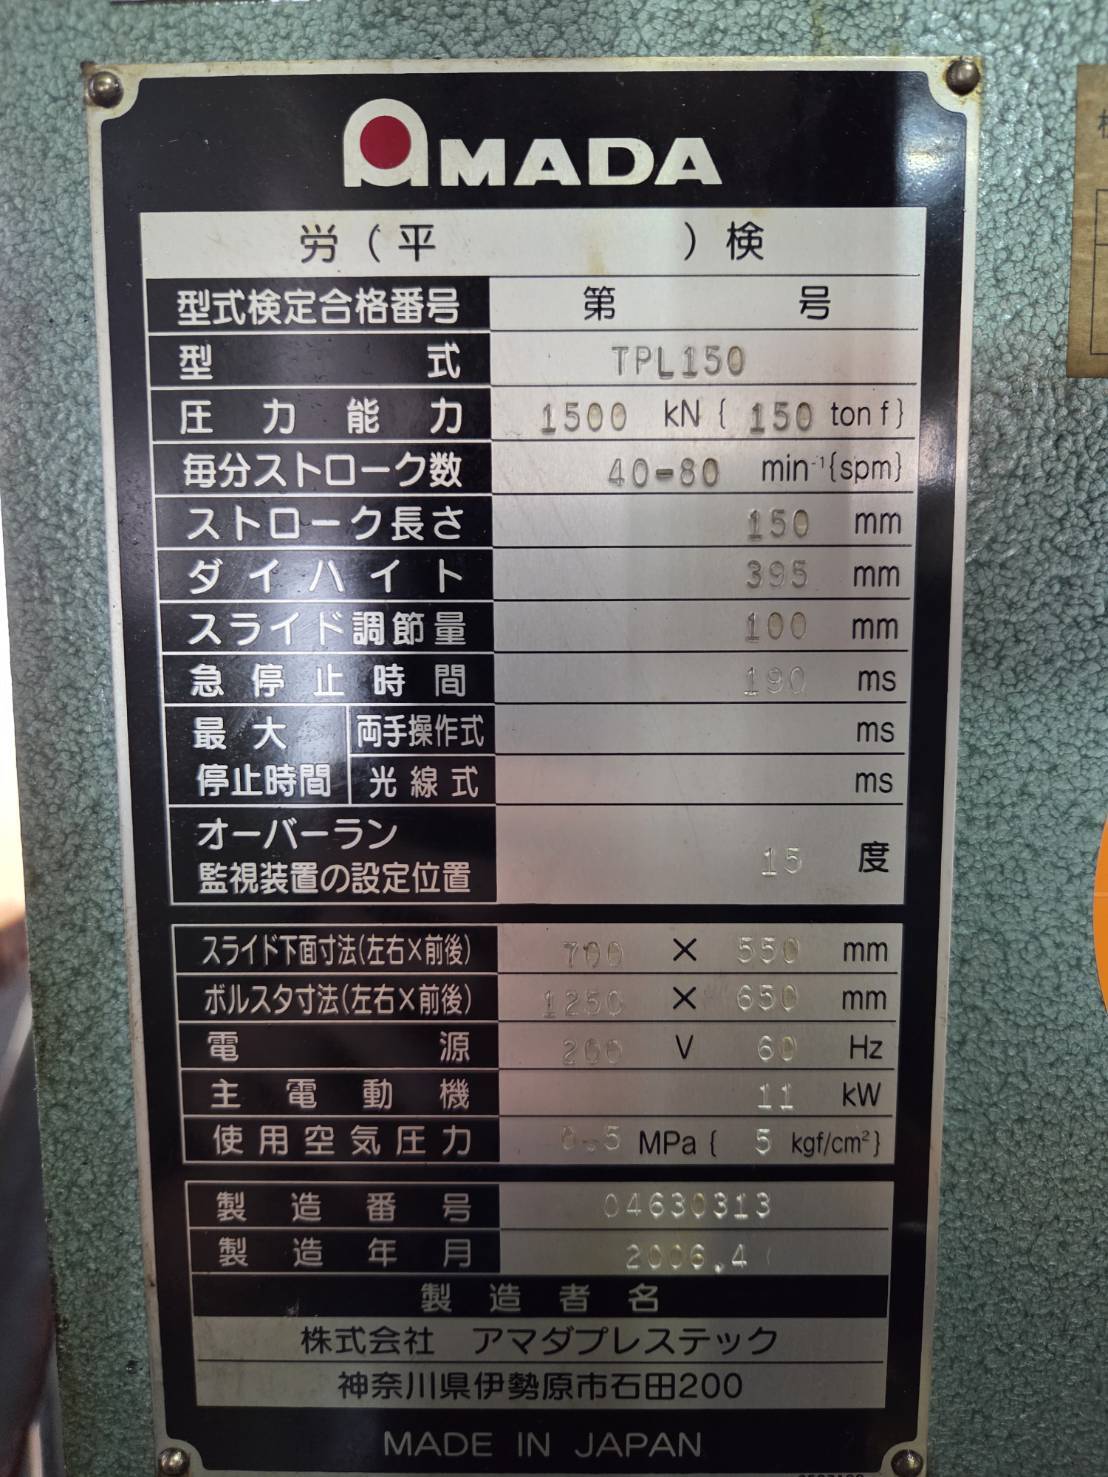 AMADA
労（平 ）検
型式検定合格番号 第 号
型式 TPL150
圧力能力 1500 kN { 150 ton f }
毎分ストローク数 40-80 min⁻¹{spm}
ストローク長さ 150 mm
ダイハイト 395 mm
スライド調節量 100 mm
急停止時間 190 ms
最大停止時間 両手操作式 ms
光線式 ms
オーバーラン
監視装置の設定位置 15 度
スライド下面寸法(左右×前後) 700 × 550 mm
ボルスタ寸法(左右×前後) 1250 × 650 mm
電源 200 V 60 Hz
主電動機 11 kW
使用空気圧力 0.5 MPa { 5 kgf/cm² }
製造番号 04630313
製造年月 2006.4
製造者名
株式会社 アマダプレステック
神奈川県伊勢原市石田200
MADE IN JAPAN